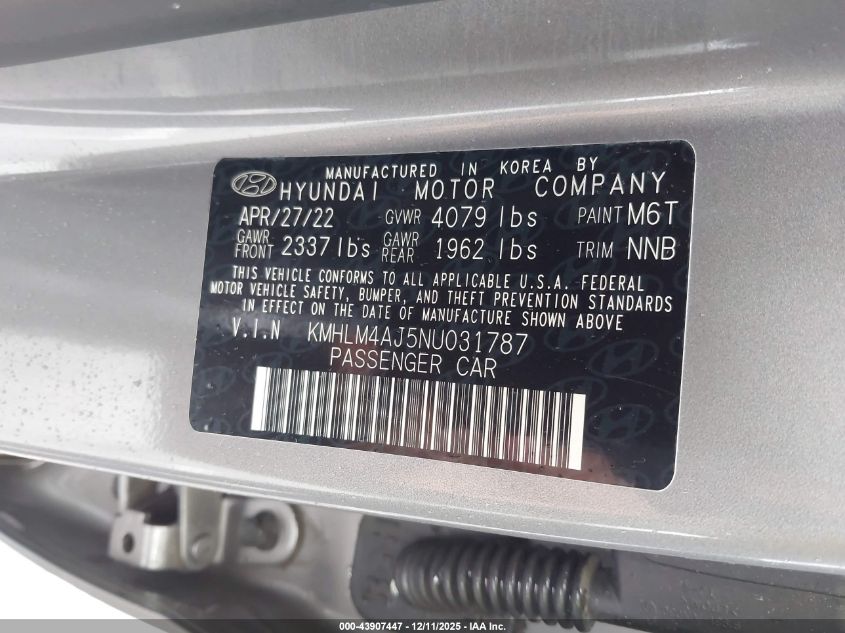 MANUFACTURED IN KOREA BY
HYUNDAI MOTOR COMPANY
APR/27/22 GVWR 4079 lbs PAINT M6T
GAWR FRONT 2337 lbs GAWR REAR 1962 lbs TRIM NNB
THIS VEHICLE CONFORMS TO ALL APPLICABLE U.S.A. FEDERAL
MOTOR VEHICLE SAFETY, BUMPER, AND THEFT PREVENTION STANDARDS
IN EFFECT ON THE DATE OF MANUFACTURE SHOWN ABOVE
V.I.N KMHLM4AJ5NU031787
PASSENGER CAR
000-43907447 - 12/11/2025 - IAA Inc.